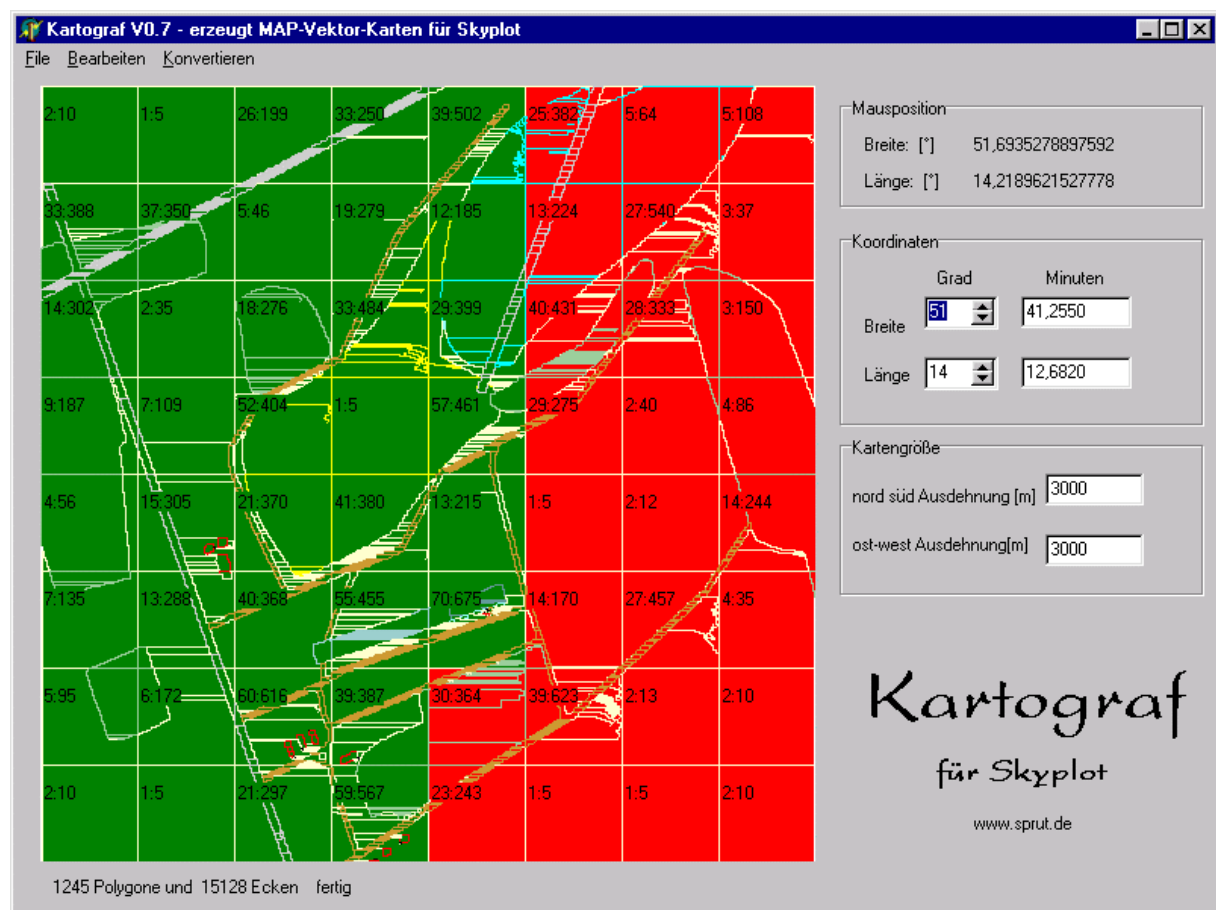 Kartograf V0.7 - erzeugt MAP-Vektor-Karten für Skyplot
File Bearbeiten Konvertieren
2:10 1:5 26:199 33:250 39:502 25:382 5:64 5:108
33:388 37:350 5:46 19:279 12:185 13:224 27:540 3:37
14:302 2:35 18:276 33:484 29:399 40:431 28:333 3:150
9:187 7:109 52:404 1:5 57:461 29:275 2:40 4:86
4:56 15:305 21:370 41:380 13:215 1:5 2:12 14:244
7:135 13:288 40:368 55:455 70:675 14:170 27:457 4:35
5:95 6:172 60:616 39:387 30:364 39:623 2:13 2:10
2:10 1:5 21:297 59:567 23:243 1:5 1:5 2:10
1245 Polygone und 15128 Ecken fertig
Mausposition
Breite: [°] 51,6935278897592
Länge: [°] 14,2189621527778
Koordinaten
Grad Minuten
Breite 51 41,2550
Länge 14 12,6820
Kartengröße
nord süd Ausdehnung [m] 3000
ost-west Ausdehnung[m] 3000
Kartograf
für Skyplot
www.sprut.de